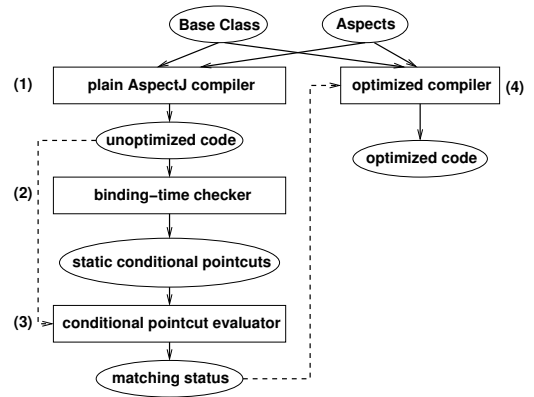 Base Class
Aspects
(1)
plain AspectJ compiler
optimized compiler
(4)
unoptimized code
optimized code
(2)
binding-time checker
static conditional pointcuts
(3)
conditional pointcut evaluator
matching status